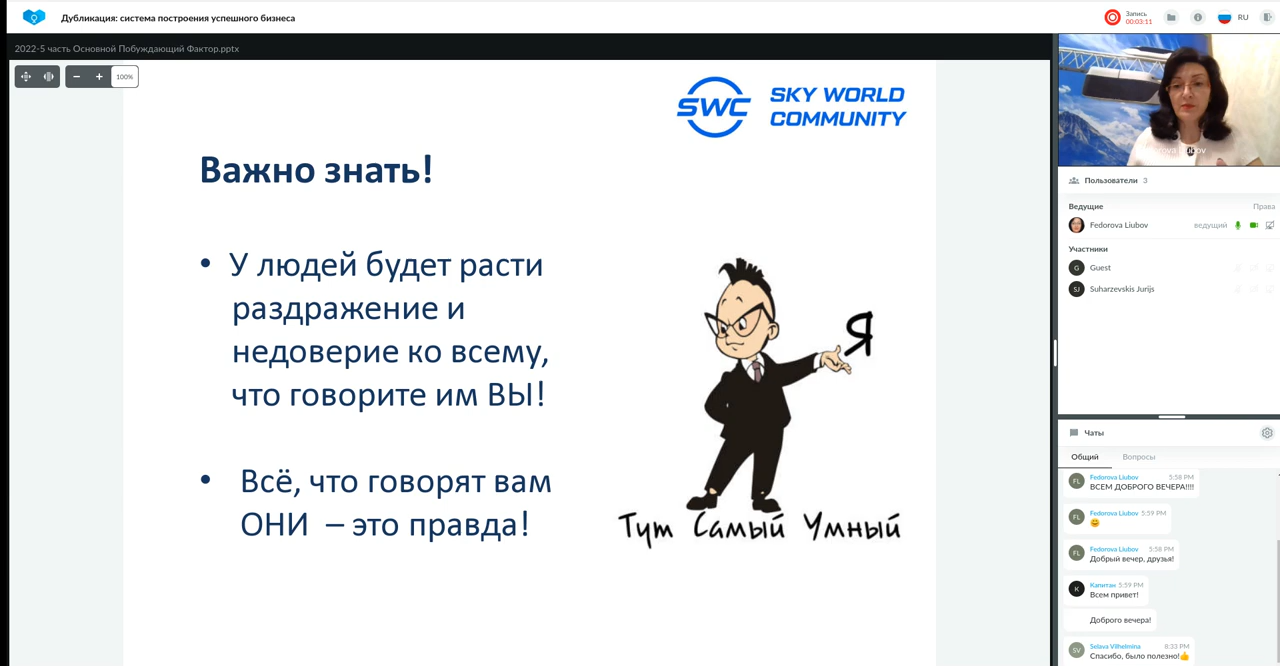 Дубликация: система построения успешного бизнеса
Запись
00:03:11
RU
2022-5 часть Основной Побуждающий Фактор.pptx
100%
SWC
SKY WORLD
COMMUNITY
Важно знать!
• У людей будет расти
раздражение и
недоверие ко всему,
что говорите им ВЫ!
• Всё, что говорят вам
ОНИ – это правда!
Я
Тут Самый Умный
Пользователи 3
Ведущие Права
Fedorova Liubov ведущий
Участники
G Guest
SJ Suharzevskis Jurijs
Чаты
Общий Вопросы
FL Fedorova Liubov 5:58 PM
ВСЕМ ДОБРОГО ВЕЧЕРА!!!!
FL Fedorova Liubov 5:59 PM
😊
FL Fedorova Liubov 5:58 PM
Добрый вечер, друзья!
К Капитан 5:59 PM
Всем привет!
Доброго вечера!
SV Selava Vilhelmina 8:33 PM
Спасибо, было полезно!👍